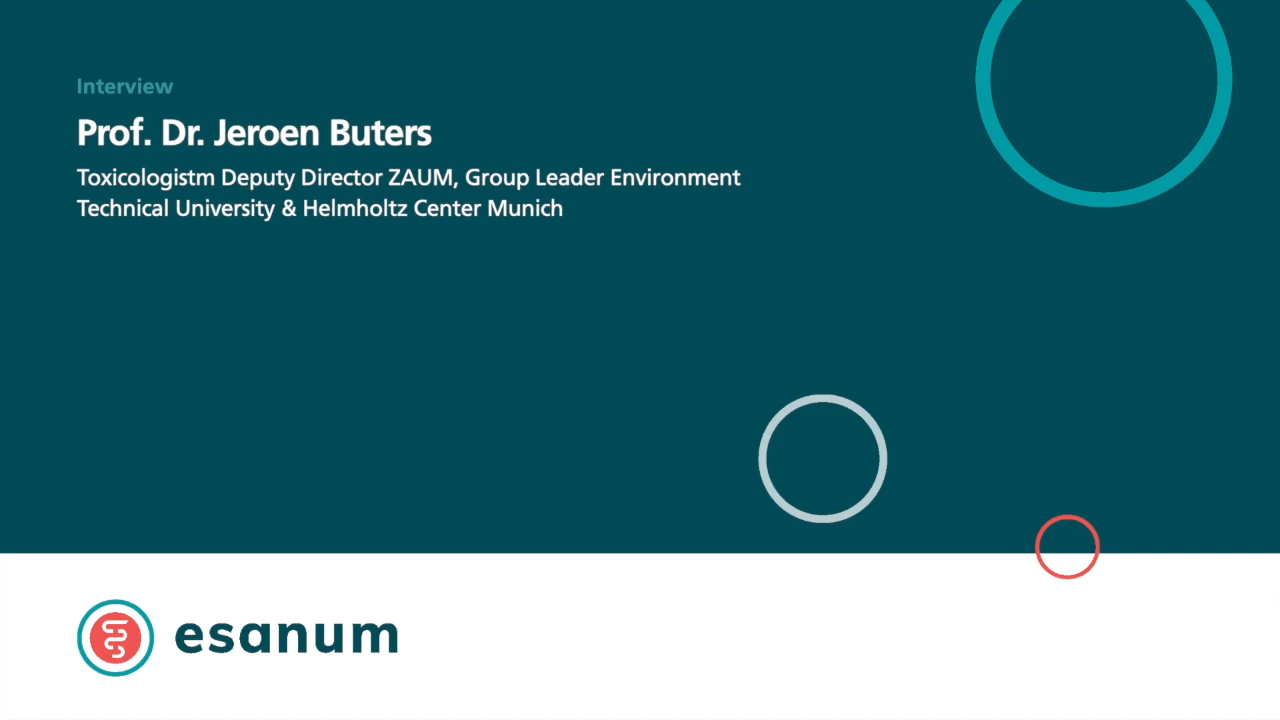 Interview
Prof. Dr. Jeroen Buters
Toxicologistm Deputy Director ZAUM, Group Leader Environment
Technical University & Helmholtz Center Munich
esanum